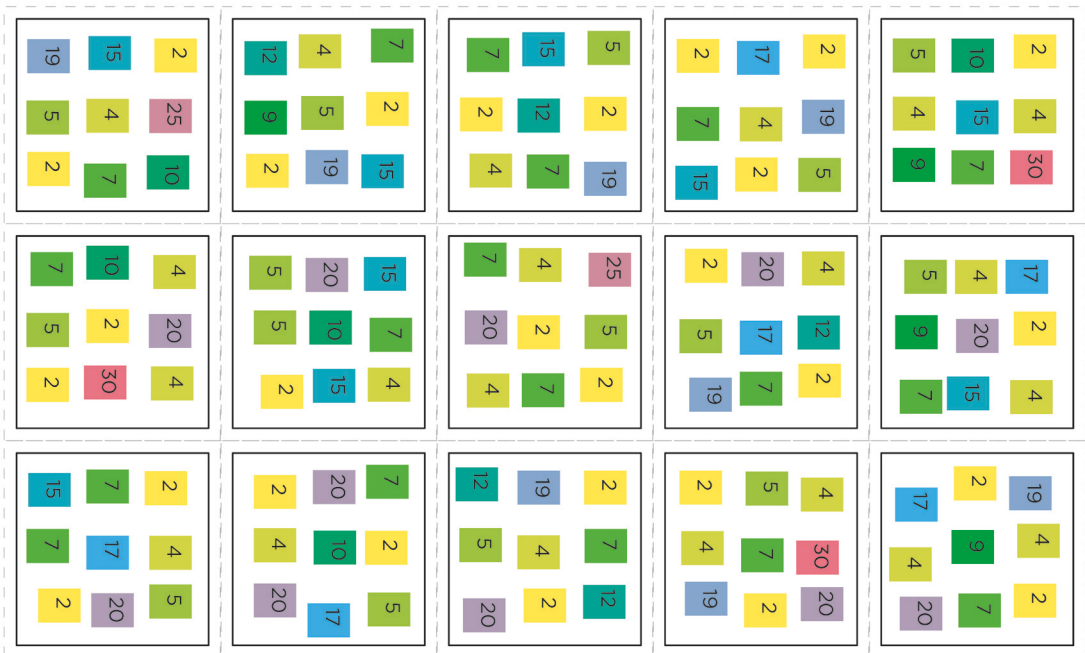 19 15 2
5 4 25
2 7 10
12 4 7
9 5 2
2 19 15
7 15 5
2 12 2
4 7 19
2 17 2
7 4 19
15 2 5
5 10 2
4 15 4
9 7 30
7 10 4
5 2 20
2 30 4
5 20 15
5 10 7
2 15 4
7 4 25
20 2 5
4 7 2
2 20 4
5 17 12
19 7 2
5 4 17
9 20 2
7 15 4
15 7 2
7 17 4
2 20 5
2 20 7
4 10 2
20 17 5
12 19 2
5 4 7
20 2 12
2 5 4
4 7 30
19 2 20
17 2 19
4 9 4
20 7 2